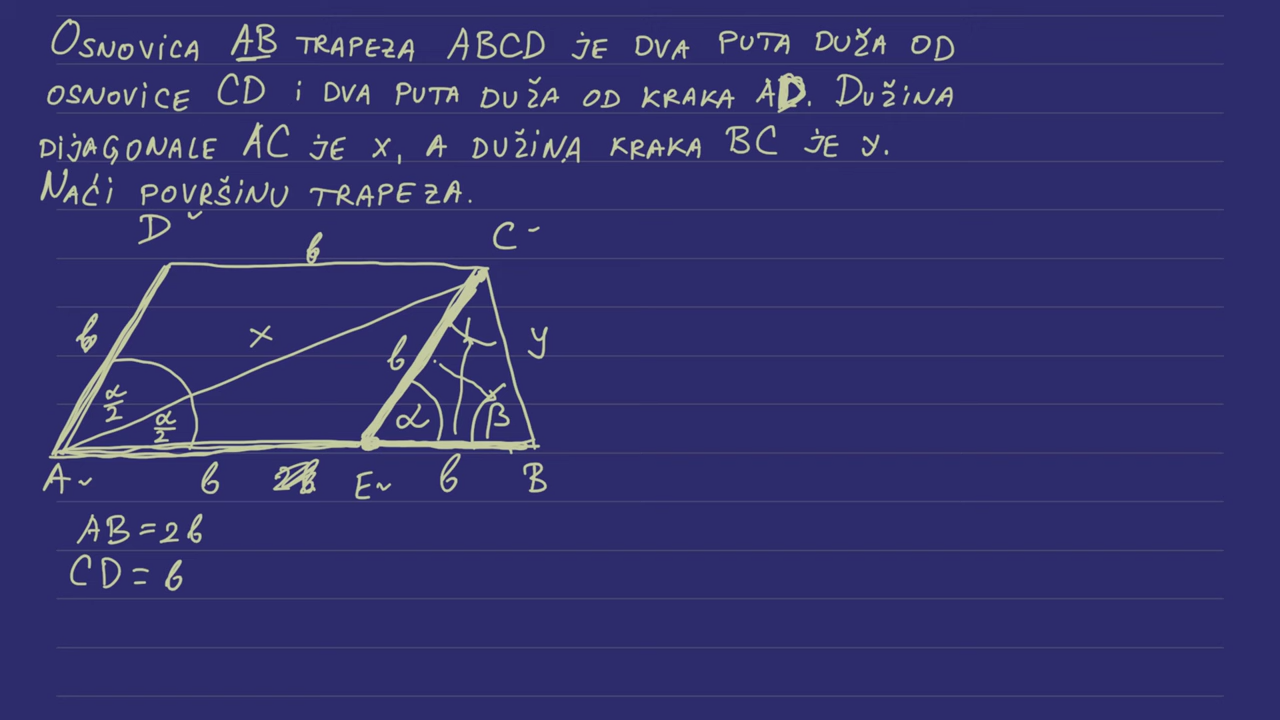 OSNOVICA AB TRAPEZA ABCD JE DVA PUTA DUŽA OD
OSNOVICE CD I DVA PUTA DUŽA OD KRAKA AD. DUŽINA
DIJAGONALE AC JE X, A DUŽINA KRAKA BC JE Y.
NAĆI POVRŠINU TRAPEZA.
D b C
b x b y
α/2 α/2 α β
A b E b B
AB = 2b
CD = b